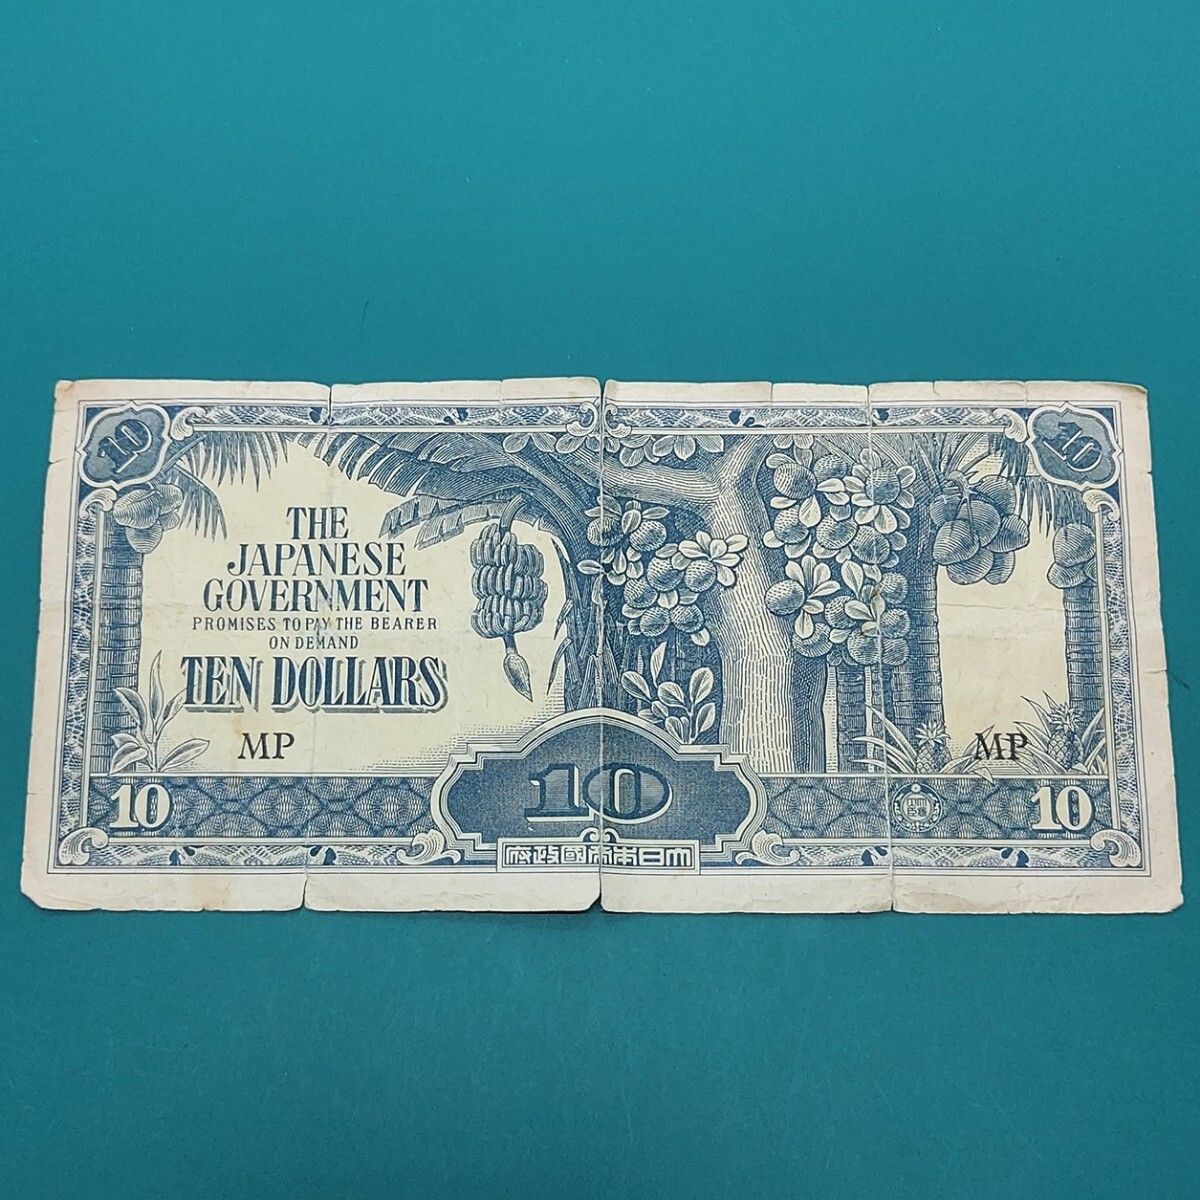 10 10
THE
JAPANESE
GOVERNMENT
PROMISES TO PAY THE BEARER
ON DEMAND
TEN DOLLARS
MP MP
10 10 10
府政國帝本日大